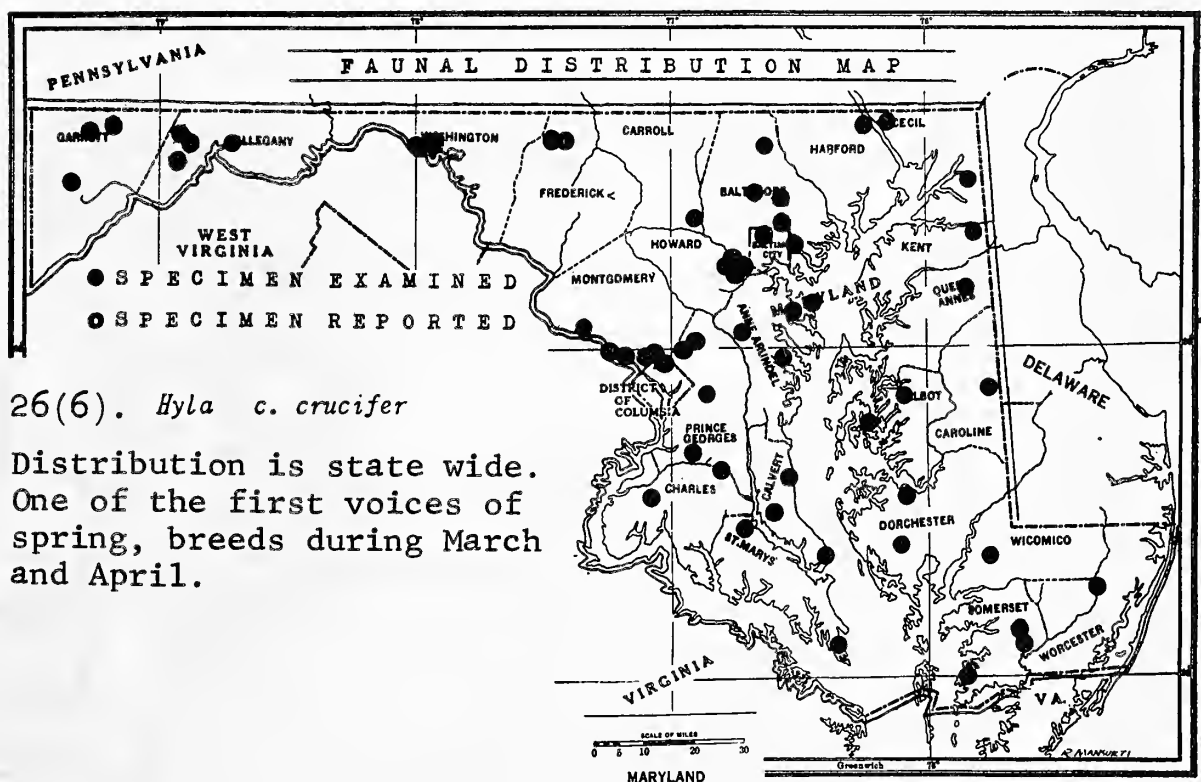 FAUNAL DISTRIBUTION MAP
PENNSYLVANIA
77°
CARROLL
CECIL
GARRETT
ALLEGANY
WASHINGTON
HARFORD
FREDERICK
BALTIMORE
WEST
VIRGINIA
HOWARD
BALTIMORE
CITY
KENT
MONTGOMERY
SPECIMEN EXAMINED
MARYLAND
QUEEN
ANNES
SPECIMEN REPORTED
ANNE ARUNDEL
DELAWARE
DISTRICT
OF
COLUMBIA
TALBOT
26(6). Hyla c. crucifer
PRINCE
GEORGES
CAROLINE
Distribution is state wide.
One of the first voices of
spring, breeds during March
and April.
CHARLES
CALVERT
DORCHESTER
ST. MARYS
WICOMICO
SOMERSET
WORCESTER
VIRGINIA
VA.
SCALE OF MILES
0 5 10 20 30
R. MANSUETI
Greenwich
MARYLAND